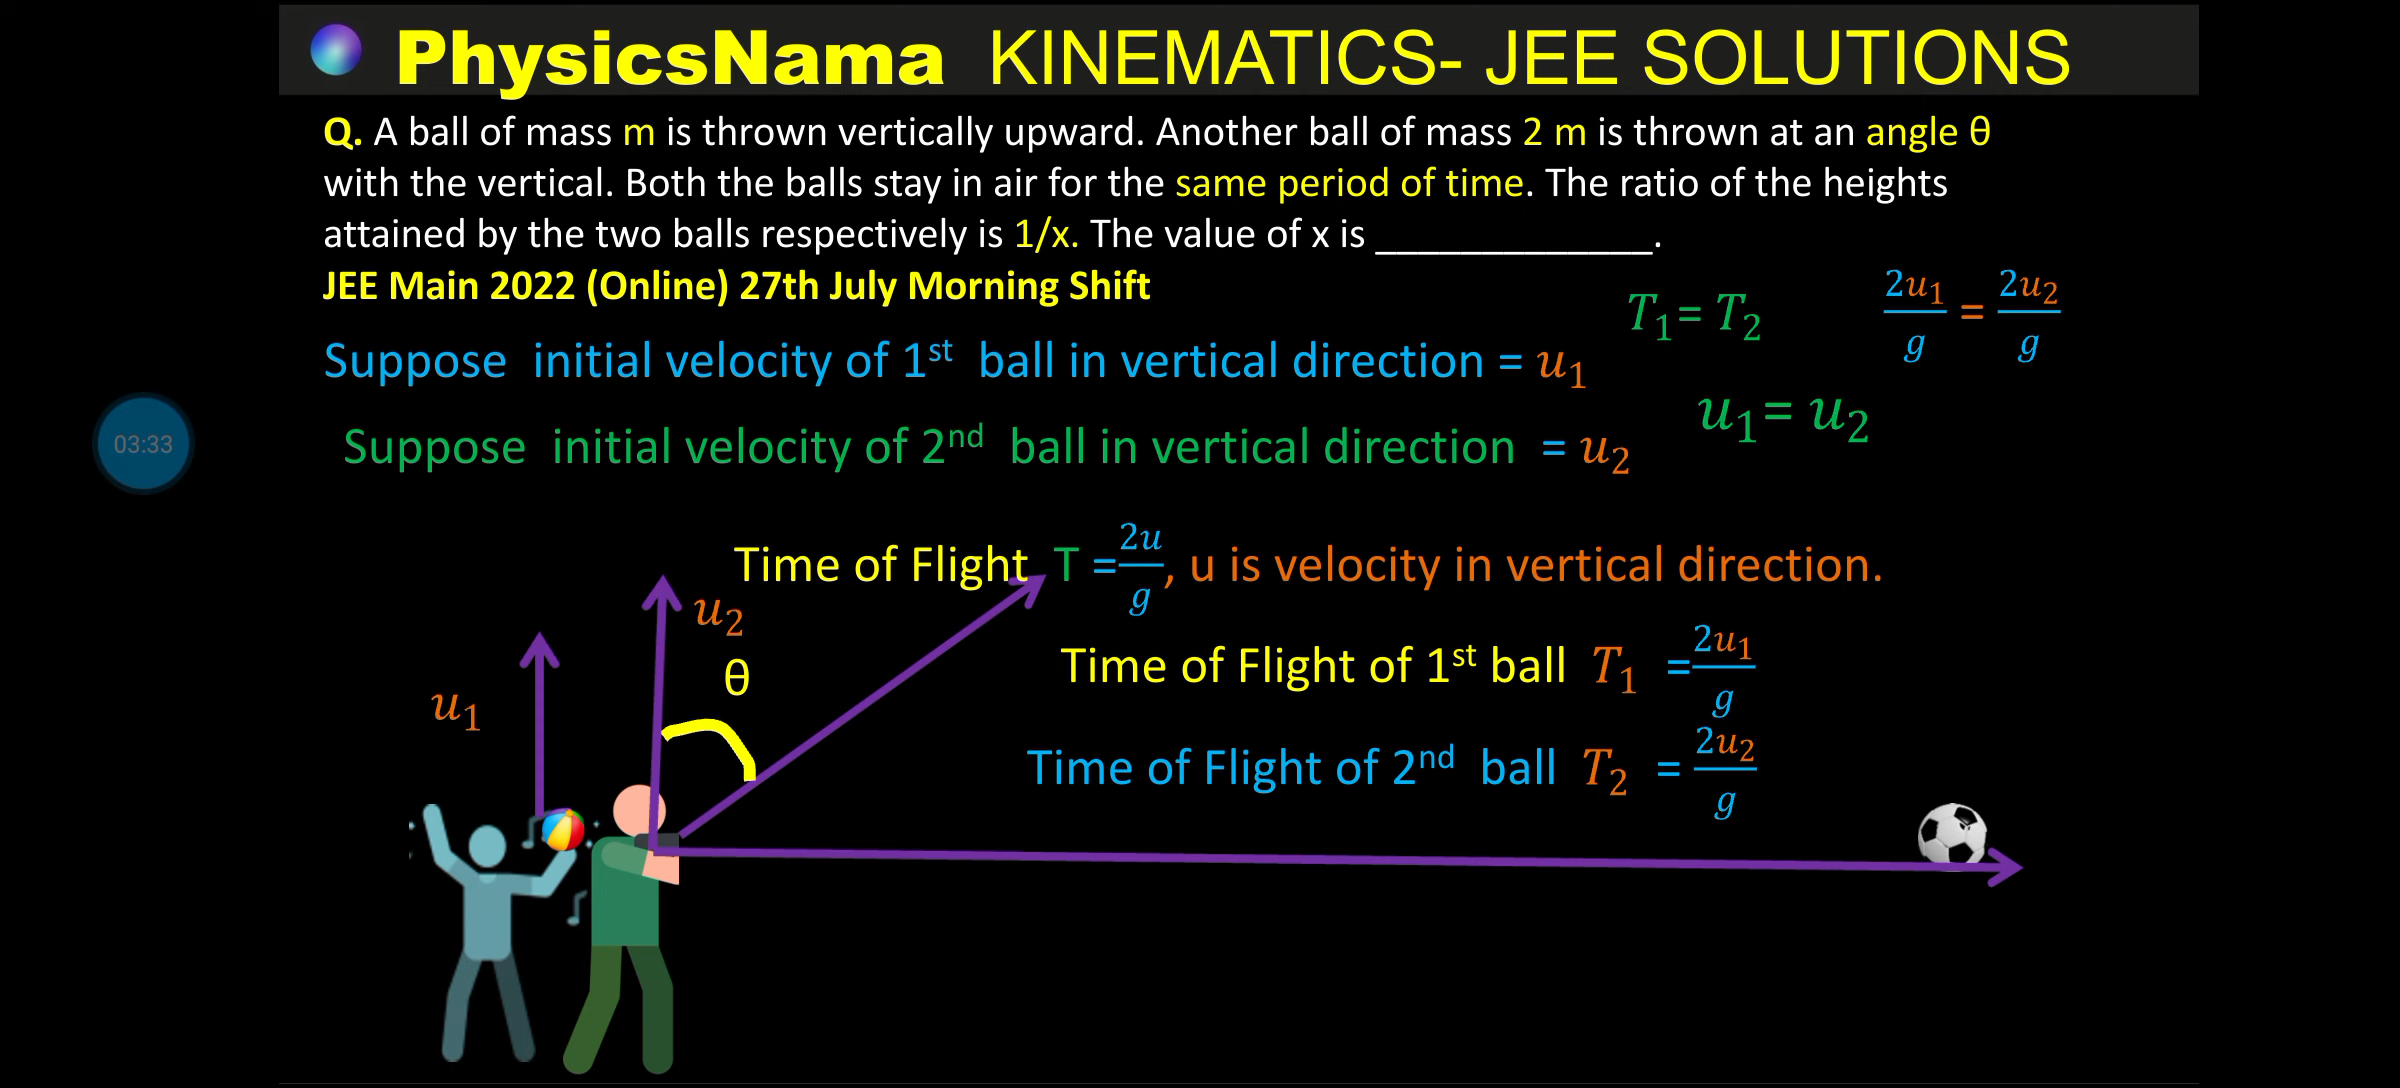 PhysicsNama KINEMATICS- JEE SOLUTIONS
Q. A ball of mass m is thrown vertically upward. Another ball of mass 2 m is thrown at an angle θ
with the vertical. Both the balls stay in air for the same period of time. The ratio of the heights
attained by the two balls respectively is 1/x. The value of x is _____________.
JEE Main 2022 (Online) 27th July Morning Shift
T₁= T₂
2u₁/g = 2u₂/g
Suppose initial velocity of 1ˢᵗ ball in vertical direction = u₁
u₁= u₂
03:33
Suppose initial velocity of 2ⁿᵈ ball in vertical direction = u₂
Time of Flight T =2u/g, u is velocity in vertical direction.
u₂
θ
u₁
Time of Flight of 1ˢᵗ ball T₁ =2u₁/g
Time of Flight of 2ⁿᵈ ball T₂ = 2u₂/g